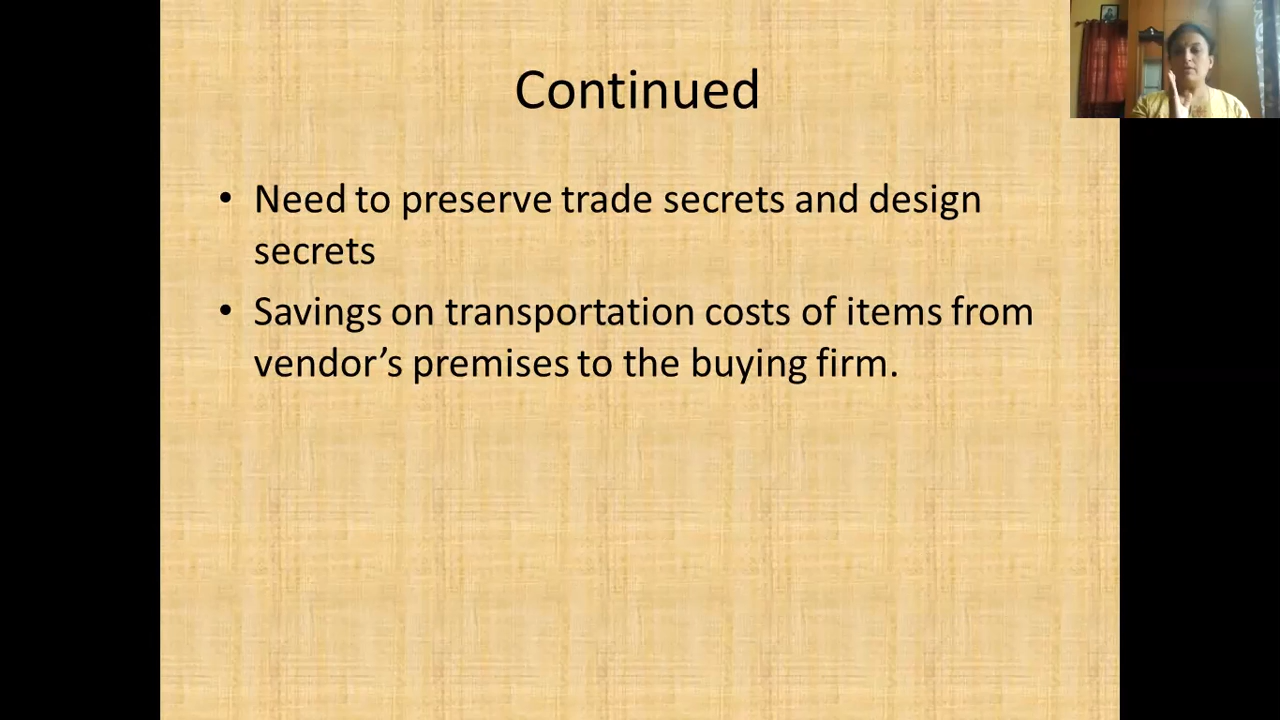 Continued
• Need to preserve trade secrets and design
secrets
• Savings on transportation costs of items from
vendor’s premises to the buying firm.